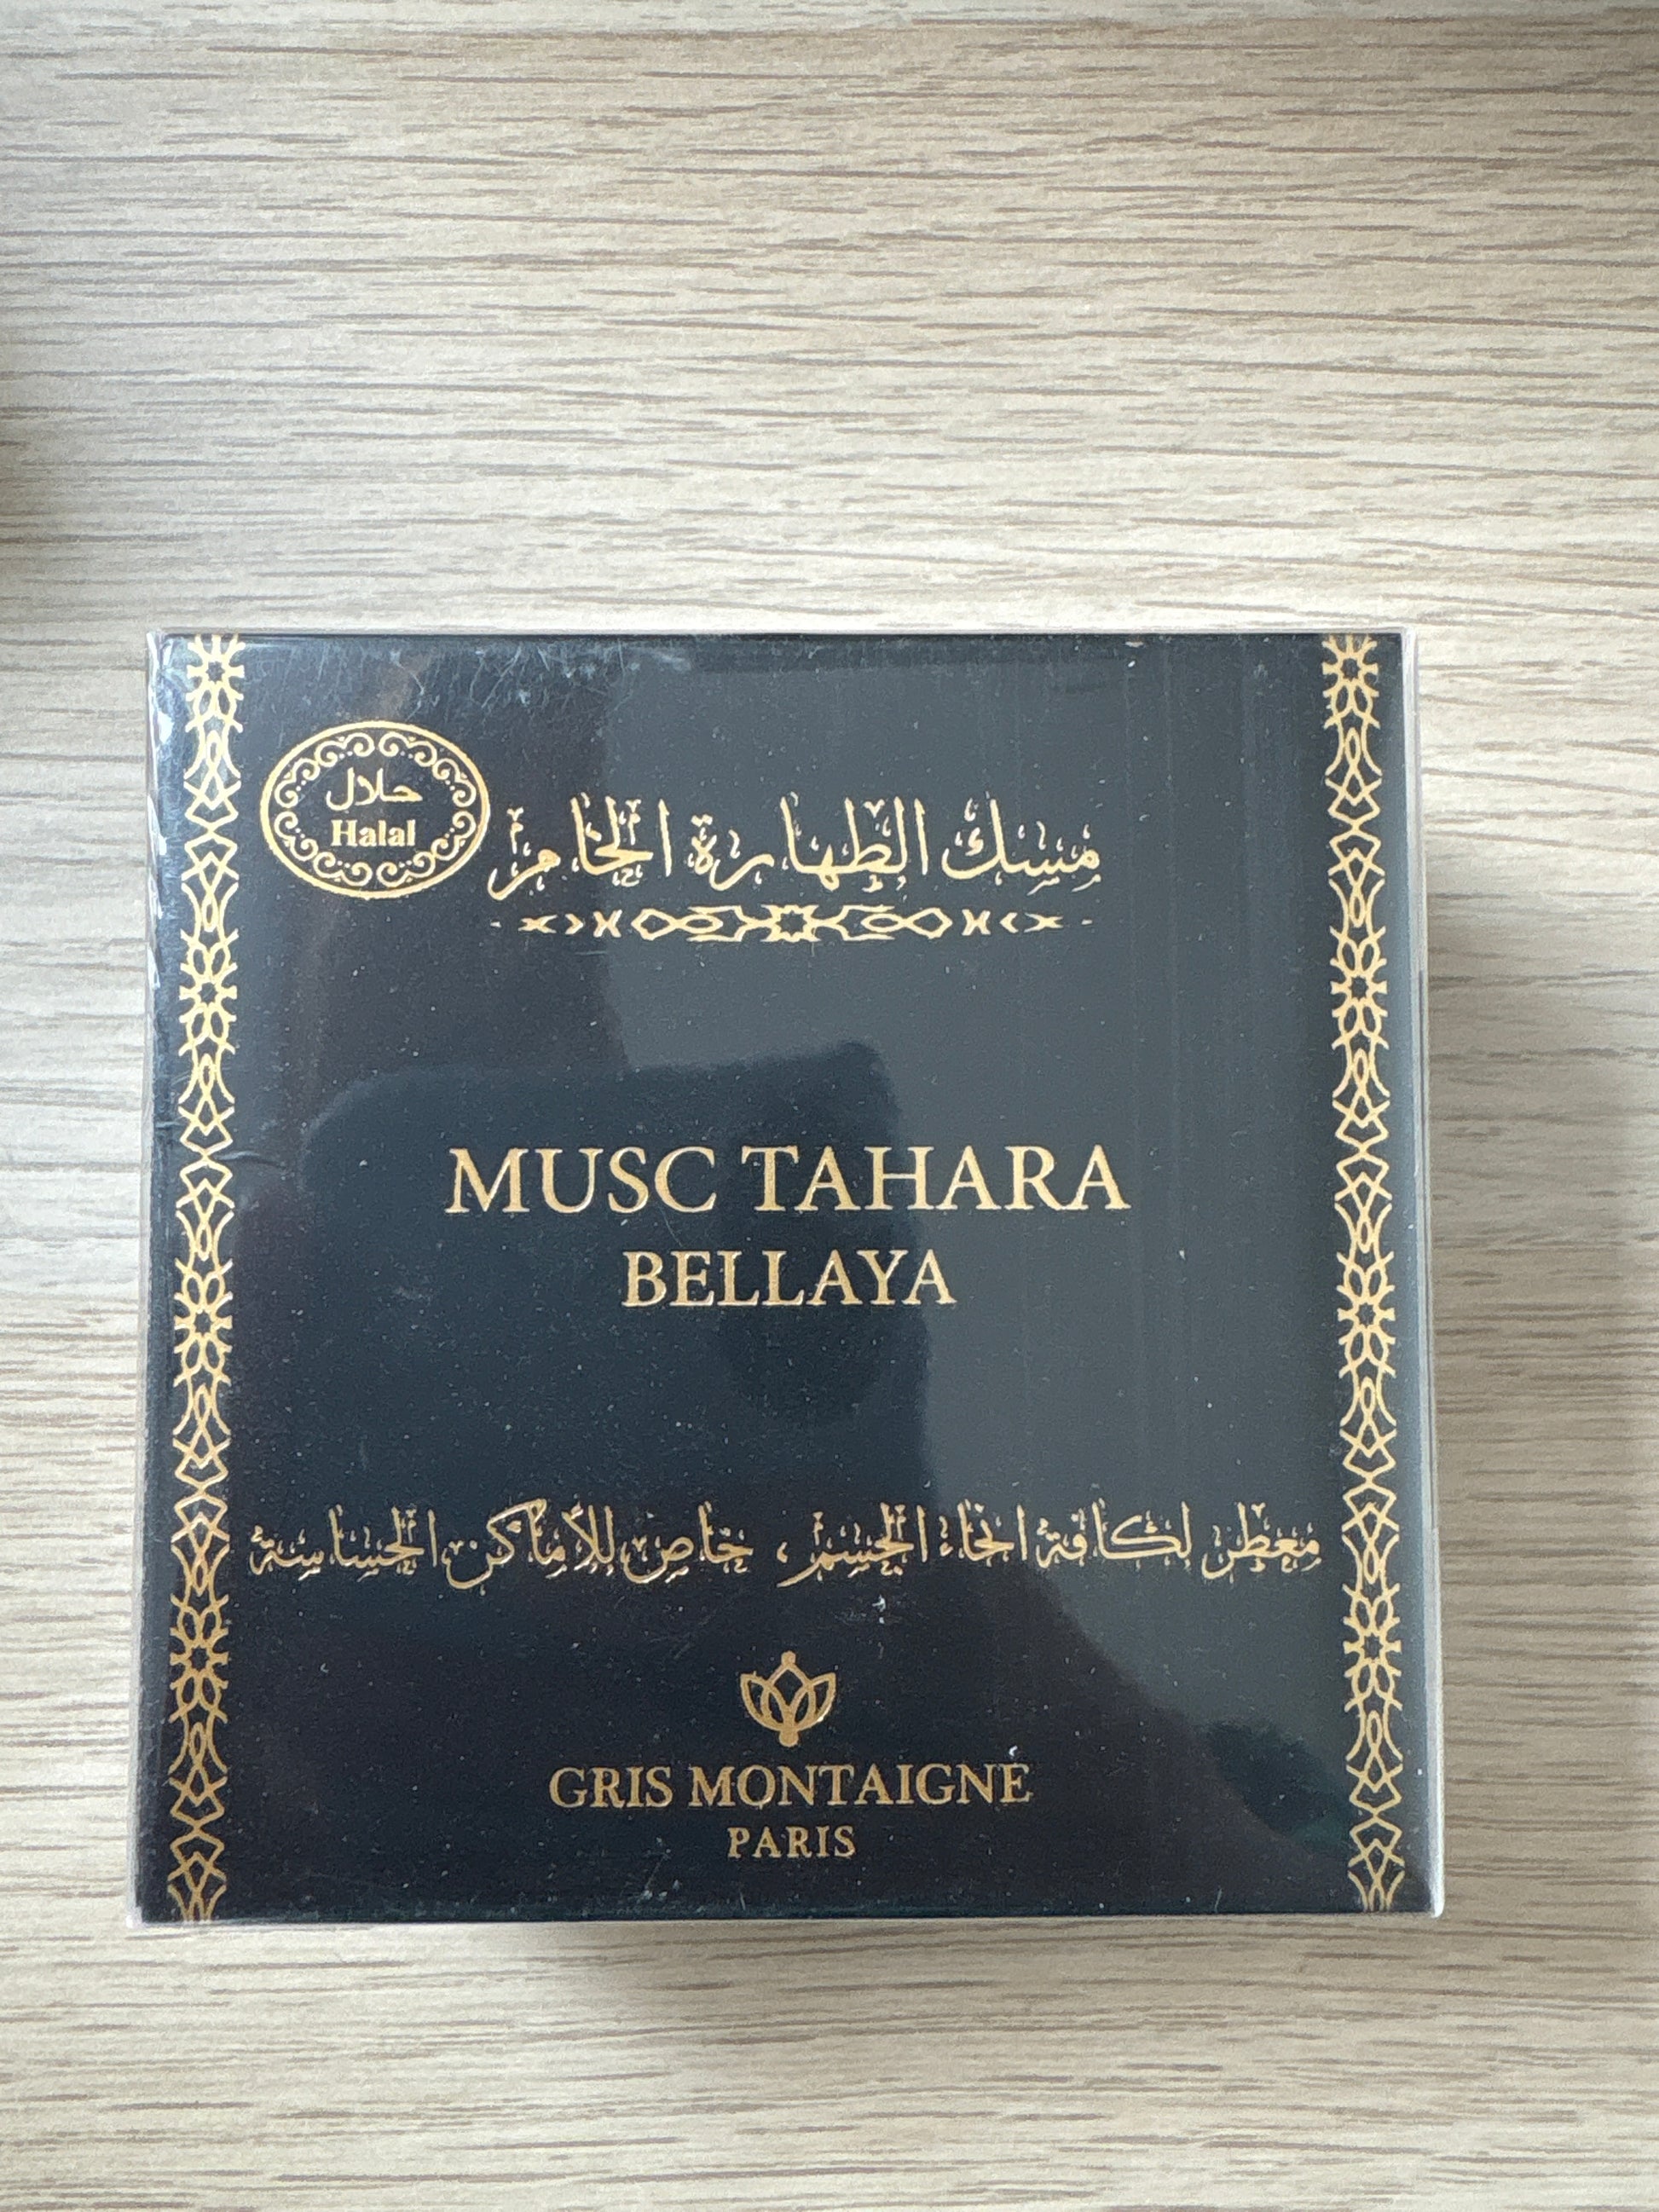 حلال
Halal
مسك الطهارة الخام
MUSC TAHARA
BELLAYA
معطر لكافة انحاء الجسم ، خاص للأماكن الحساسة
GRIS MONTAIGNE
PARIS